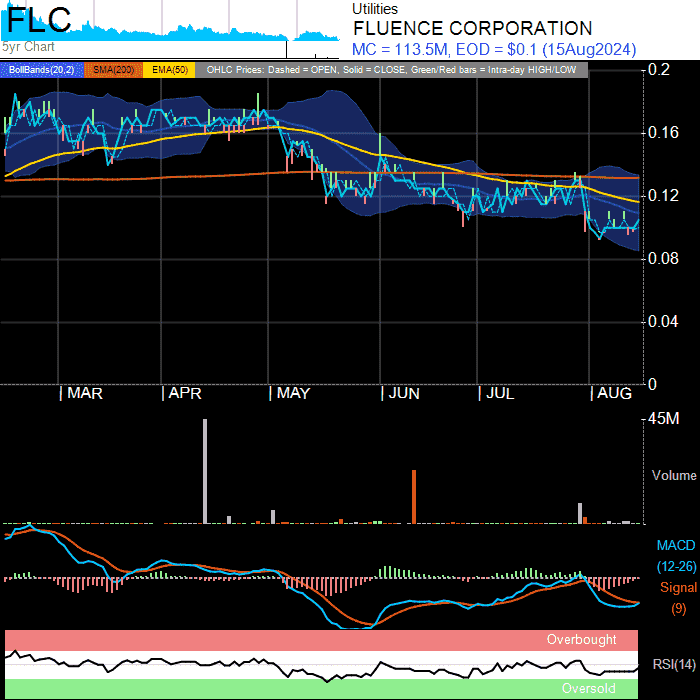 FLC
5yr Chart
Utilities
FLUENCE CORPORATION
MC = 113.5M, EOD = $0.1 (15Aug2024)
BollBands(20,2) SMA(200) EMA(50) OHLC Prices: Dashed = OPEN, Solid = CLOSE, Green/Red bars = Intra-day HIGH/LOW
0.2
0.16
0.12
0.08
0.04
0
| MAR | APR | MAY | JUN | JUL | AUG
45M
Volume
MACD
(12-26)
Signal
(9)
Overbought
RSI(14)
Oversold